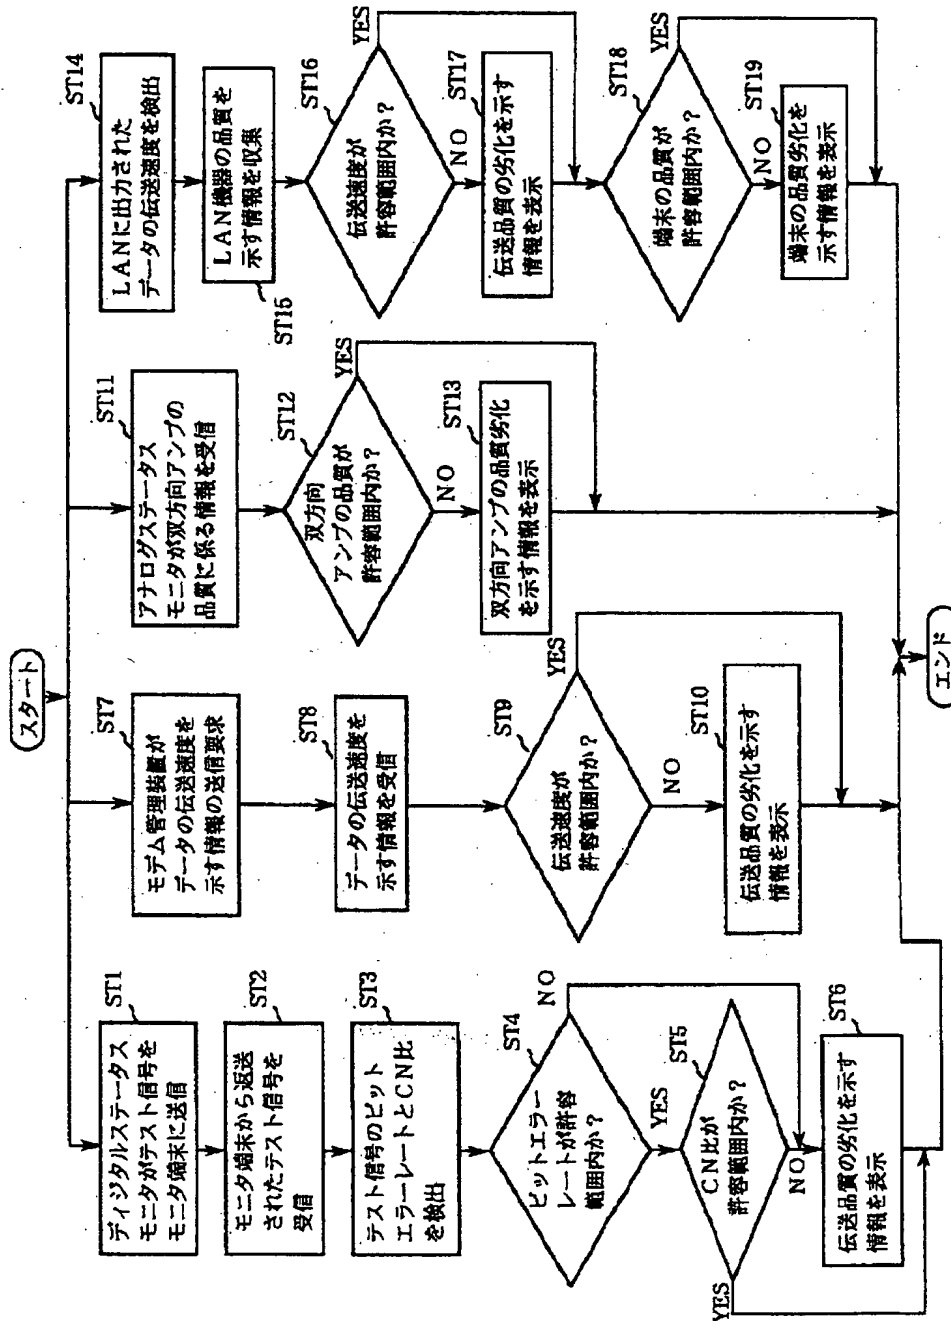 スタート
ST1
ディジタルステータス
モニタがテスト信号を
モニタ端末に送信
ST2
モニタ端末から返送
されたテスト信号を
受信
ST3
テスト信号のビット
エラーレートとCN比
を検出
ST4
ビットエラー
レートが許容
範囲内か?
NO
YES
ST5
CN比が
許容範囲内か?
YES
NO
ST6
伝送品質の劣化を示す
情報を表示
ST7
モデム管理装置が
データの伝送速度を
示す情報の送信要求
ST8
データの伝送速度を
示す情報を受信
ST9
伝送速度が
許容範囲内か?
YES
NO
ST10
伝送品質の劣化を示す
情報を表示
ST11
アナログステータス
モニタが双方向アンプの
品質に係る情報を受信
ST12
双方向
アンプの品質が
許容範囲内か?
YES
NO
ST13
双方向アンプの品質劣化
を示す情報を表示
ST14
LANに出力された
データの伝送速度を検出
ST15
LAN機器の品質を
示す情報を収集
ST16
伝送速度が
許容範囲内か?
YES
NO
ST17
伝送品質の劣化を示す
情報を表示
ST18
端末の品質が
許容範囲内か?
YES
NO
ST19
端末の品質劣化を
示す情報を表示
エンド